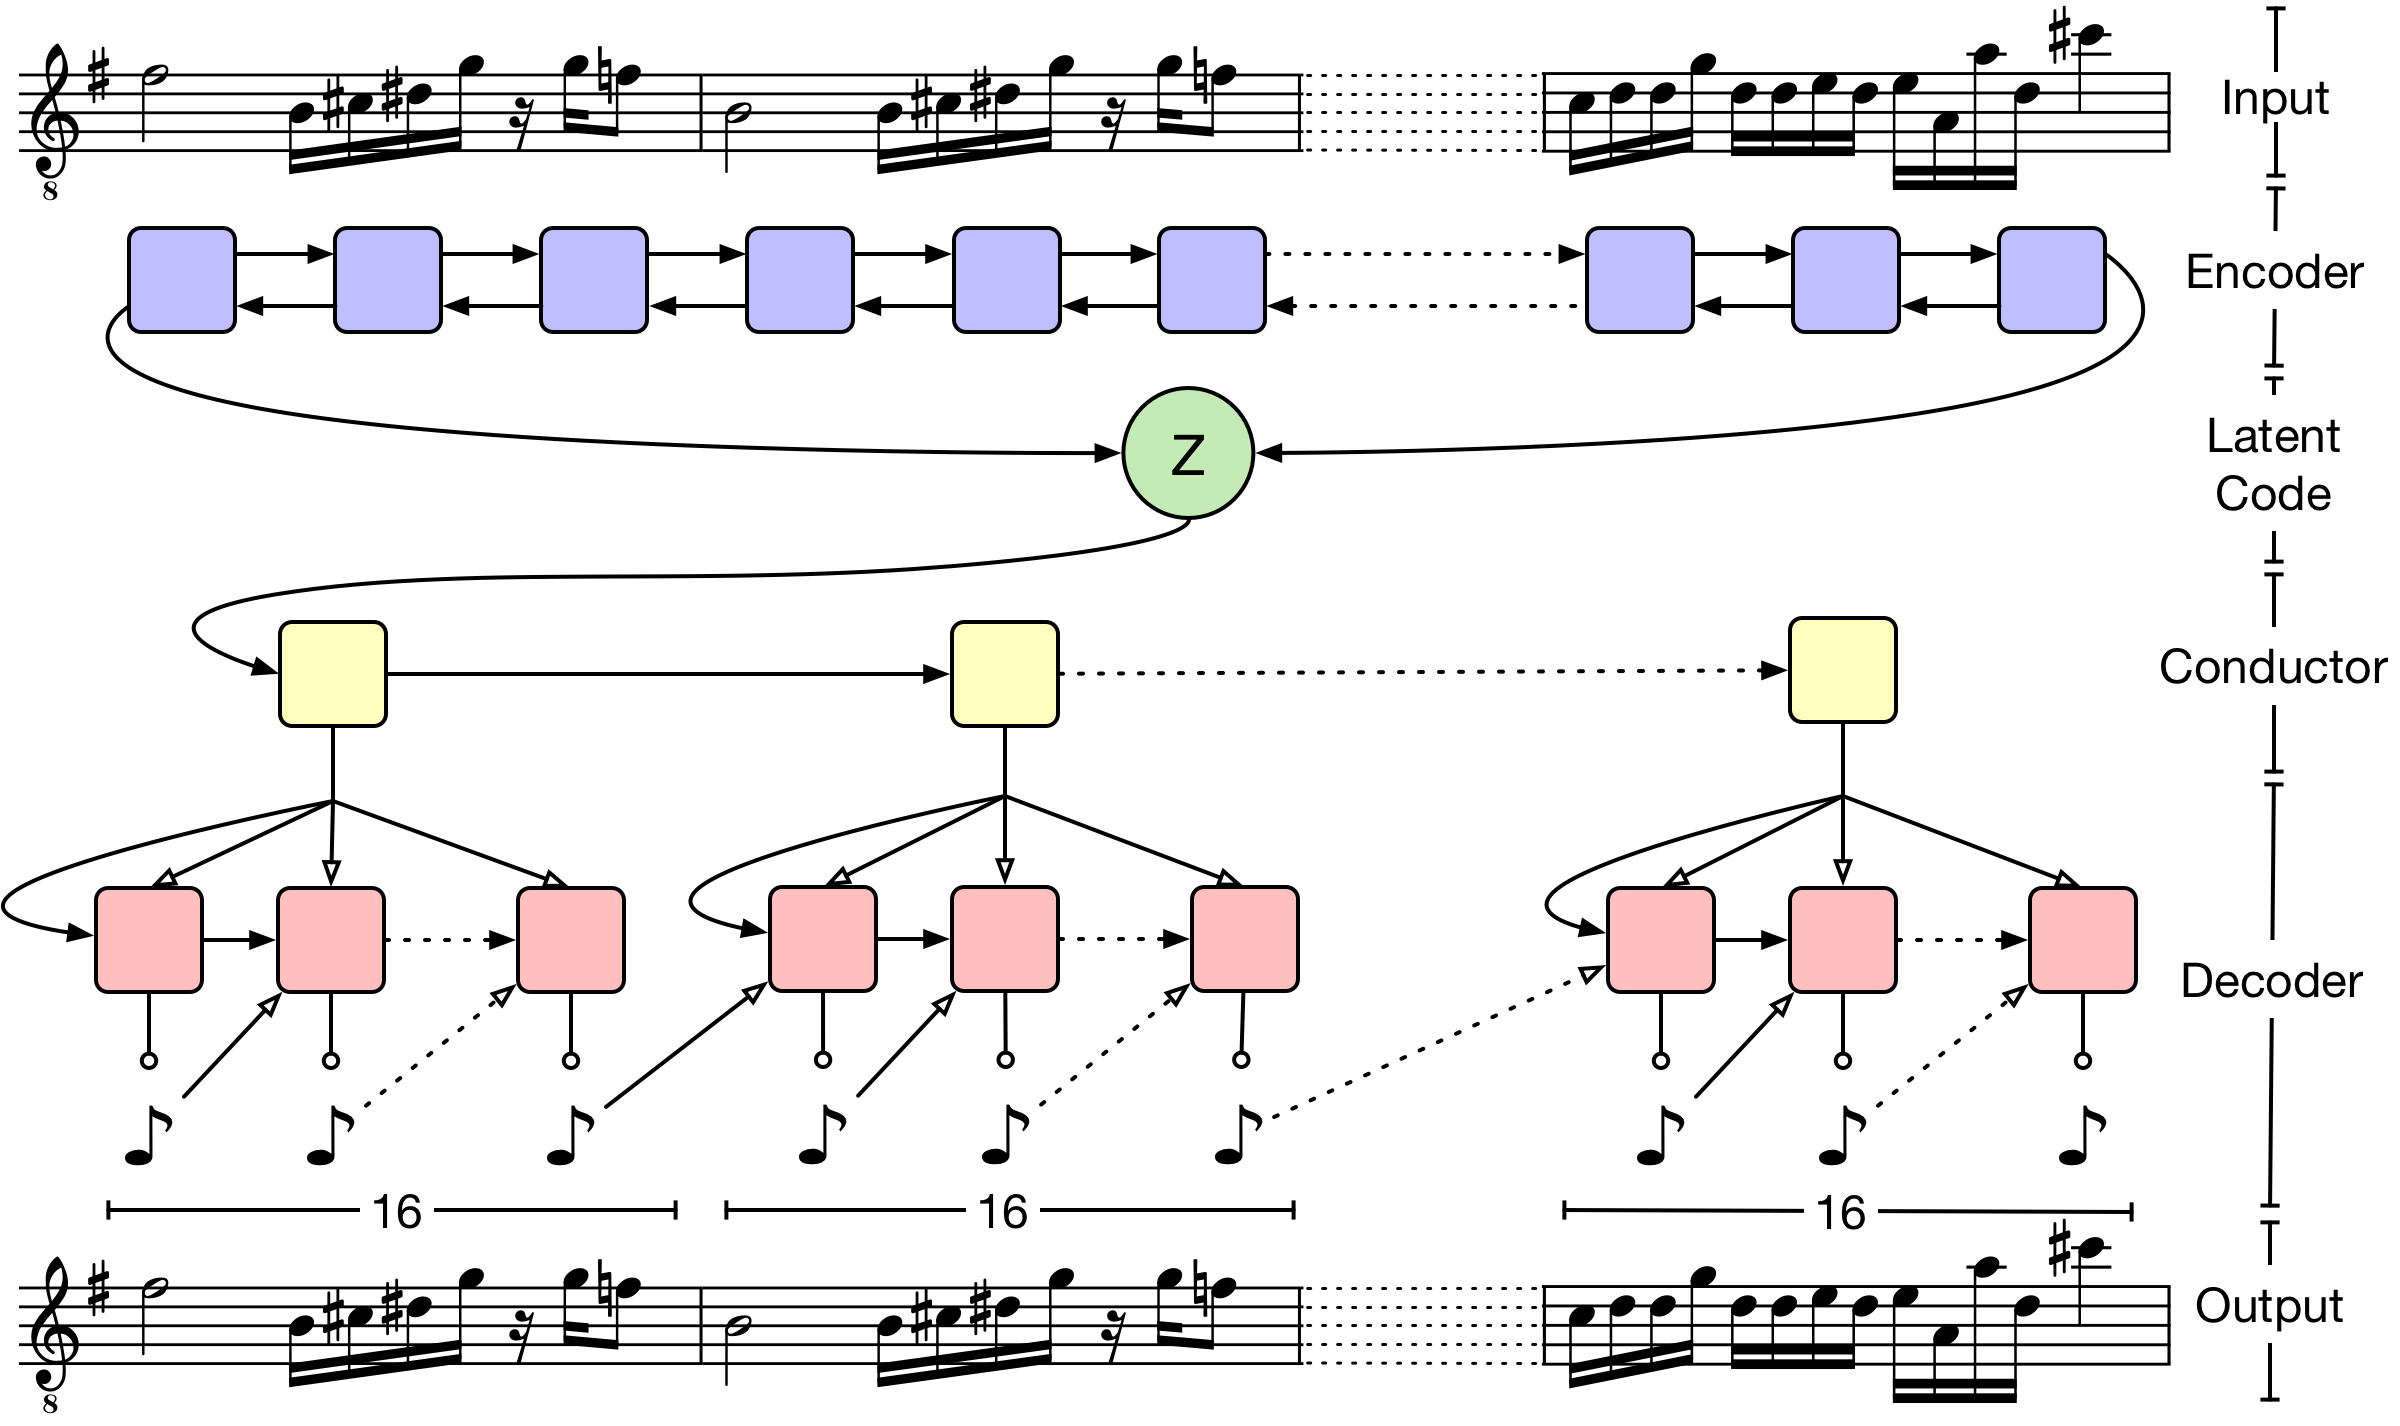 8
Input
Encoder
z
Latent
Code
Conductor
Decoder
16 16 16
8
Output